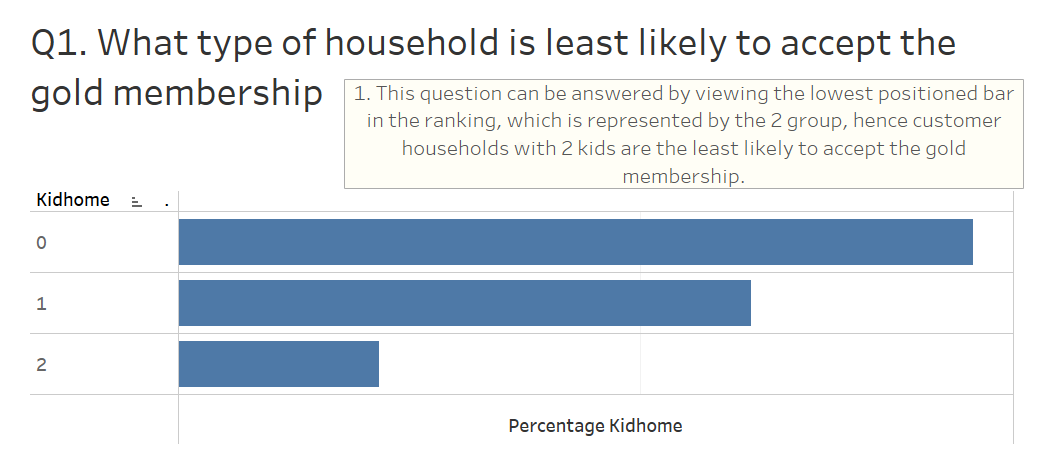 Q1. What type of household is least likely to accept the
gold membership
1. This question can be answered by viewing the lowest positioned bar
in the ranking, which is represented by the 2 group, hence customer
households with 2 kids are the least likely to accept the gold
membership.
Kidhome .
0
1
2
Percentage Kidhome